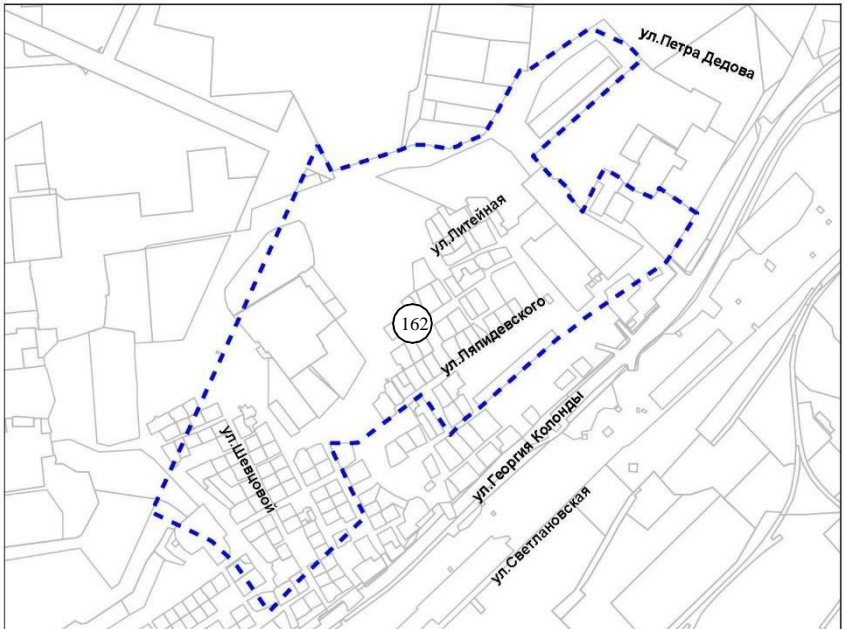 ул.Петра Дедова
ул.Литейная
162
ул.Ляпидевского
ул.Шевцовой
ул.Георгия Колонды
ул.Светлановская